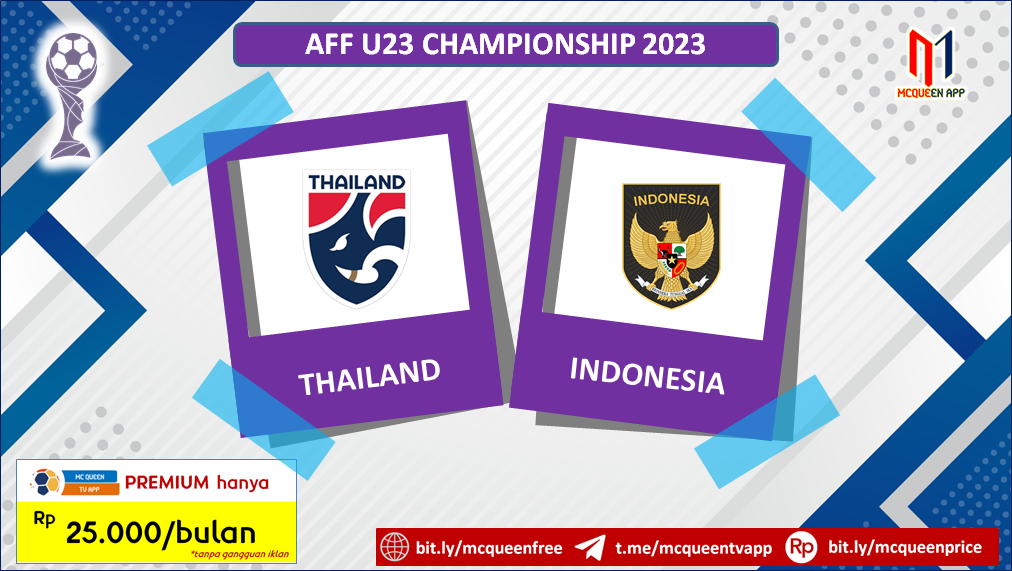 AFF U23 CHAMPIONSHIP 2023
MCQUEEN APP
THAILAND
INDONESIA
THAILAND
INDONESIA
MC QUEEN
TV APP
PREMIUM hanya
Rp 25.000/bulan
*tanpa gangguan iklan
bit.ly/mcqueenfree
t.me/mcqueentvapp
Rp
bit.ly/mcqueenprice